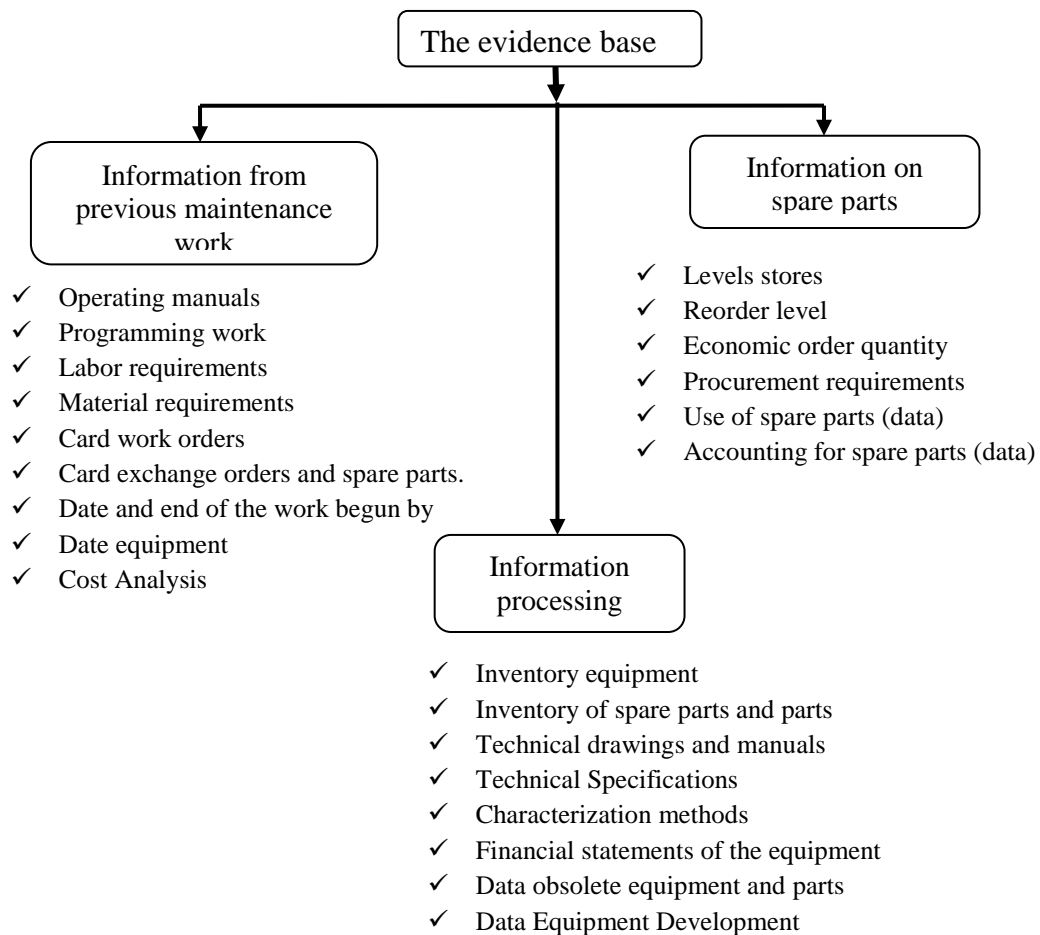 The evidence base
Information from
previous maintenance
work
Information on
spare parts
✓ Operating manuals
✓ Programming work
✓ Labor requirements
✓ Material requirements
✓ Card work orders
✓ Card exchange orders and spare parts.
✓ Date and end of the work begun by
✓ Date equipment
✓ Cost Analysis
✓ Levels stores
✓ Reorder level
✓ Economic order quantity
✓ Procurement requirements
✓ Use of spare parts (data)
✓ Accounting for spare parts (data)
Information
processing
✓ Inventory equipment
✓ Inventory of spare parts and parts
✓ Technical drawings and manuals
✓ Technical Specifications
✓ Characterization methods
✓ Financial statements of the equipment
✓ Data obsolete equipment and parts
✓ Data Equipment Development